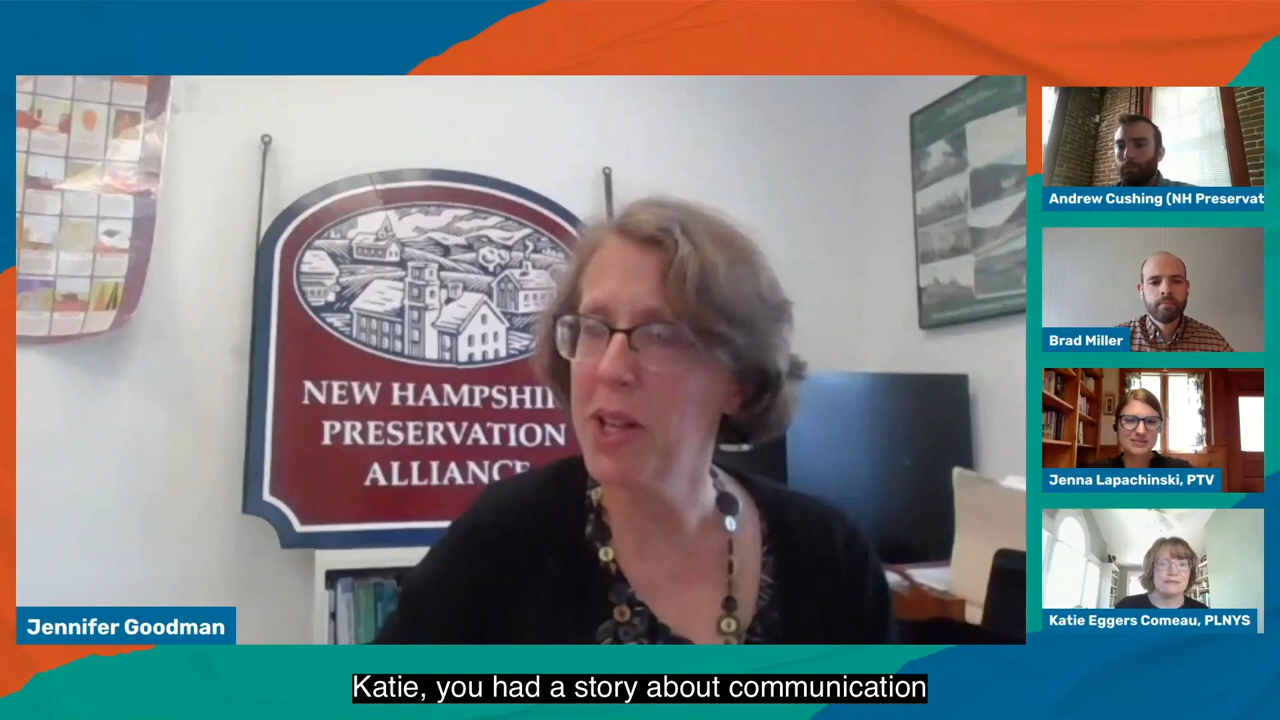 NEW HAMPSHI
PRESERVATION
ALLIANCE
Jennifer Goodman
Andrew Cushing (NH Preservat
Brad Miller
Jenna Lapachinski, PTV
Katie Eggers Comeau, PLNYS
Katie, you had a story about communication